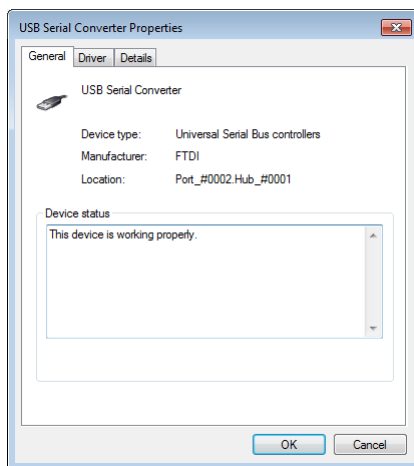 USB Serial Converter Properties
General Driver Details
USB Serial Converter
Device type: Universal Serial Bus controllers
Manufacturer: FTDI
Location: Port_#0002.Hub_#0001
Device status
This device is working properly.
OK Cancel